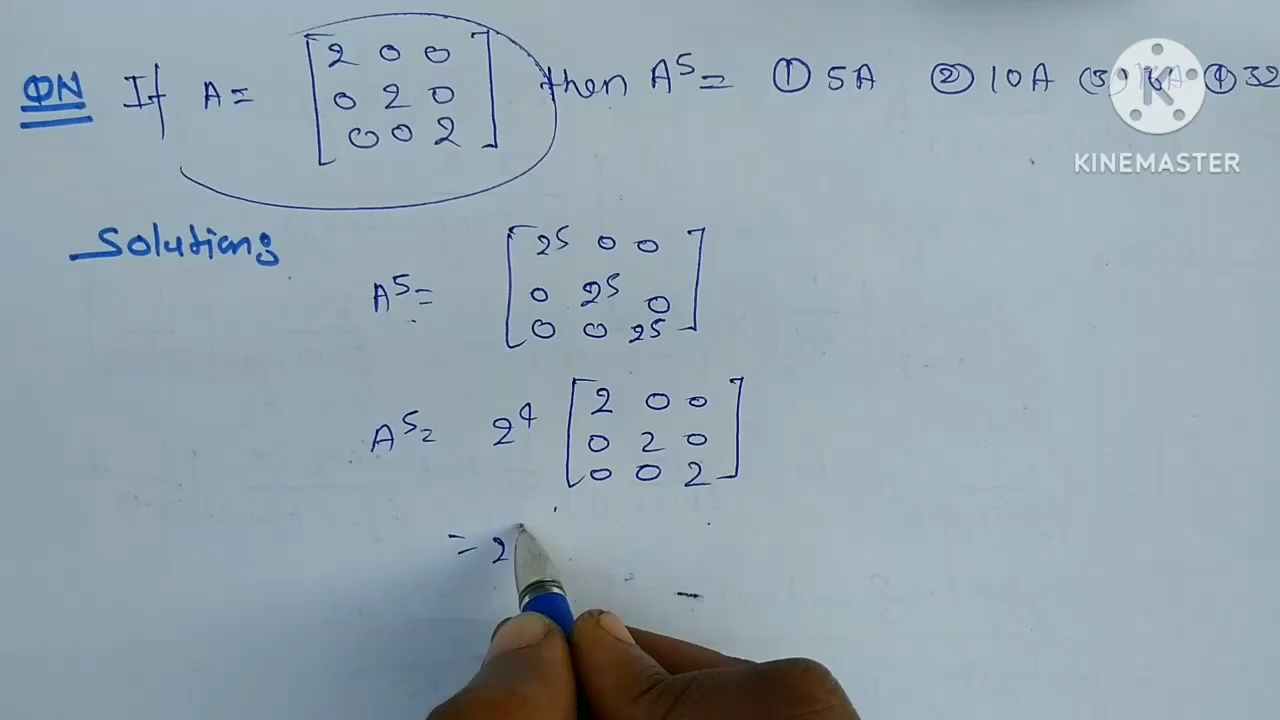 QN If A = [2 0 0 then A⁵ = ① 5A ② 10A (3) 16A ④ 32
0 2 0
0 0 2]
KINEMASTER
Solution:
A⁵ = [2⁵ 0 0
0 2⁵ 0
0 0 2⁵]
A⁵ = 2⁴ [2 0 0
0 2 0
0 0 2]
= 2